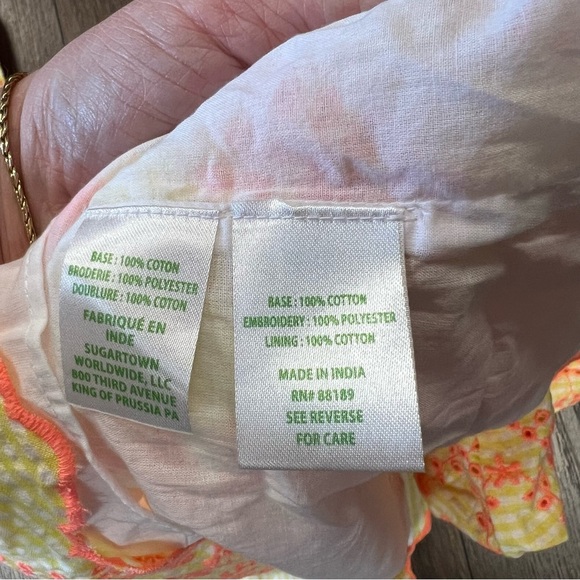 BASE : 100% COTON
BRODERIE : 100% POLYESTER
DOUBLURE : 100% COTON
FABRIQUÉ EN
INDE
SUGARTOWN
WORLDWIDE, LLC
800 THIRD AVENUE
KING OF PRUSSIA PA
BASE : 100% COTTON
EMBROIDERY : 100% POLYESTER
LINING : 100% COTTON
MADE IN INDIA
RN# 88189
SEE REVERSE
FOR CARE